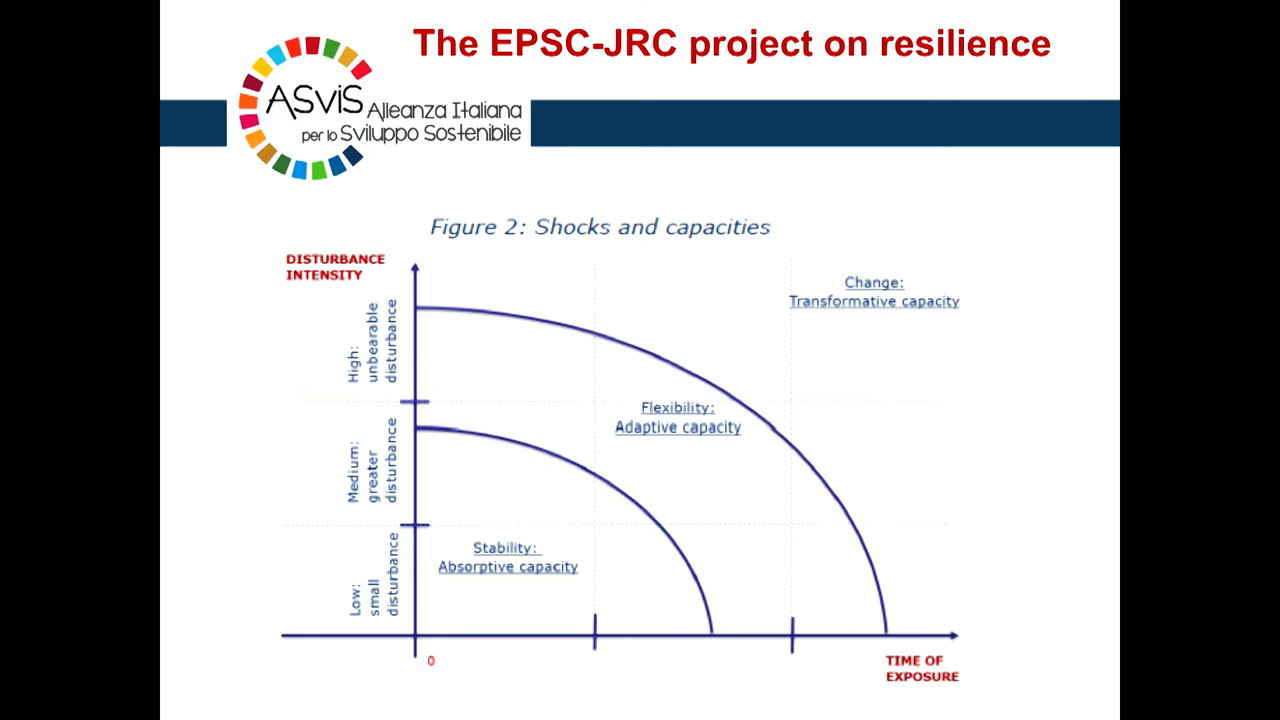 The EPSC-JRC project on resilience
ASviS Alleanza Italiana
per lo Sviluppo Sostenibile
Figure 2: Shocks and capacities
DISTURBANCE
INTENSITY
Change:
Transformative capacity
High:
unbearable
disturbance
Flexibility:
Adaptive capacity
Medium:
greater
disturbance
Stability:
Absorptive capacity
Low:
small
disturbance
0
TIME OF
EXPOSURE